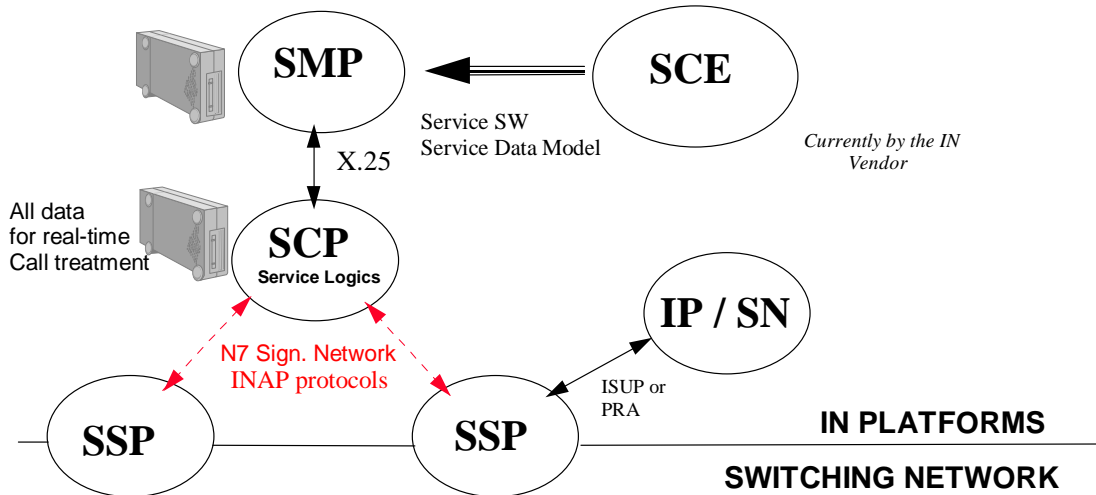 SMP
SCE
Service SW
Service Data Model
Currently by the IN
Vendor
X.25
All data
for real-time
Call treatment
SCP
Service Logics
IP / SN
N7 Sign. Network
INAP protocols
ISUP or
PRA
SSP
SSP
IN PLATFORMS
SWITCHING NETWORK